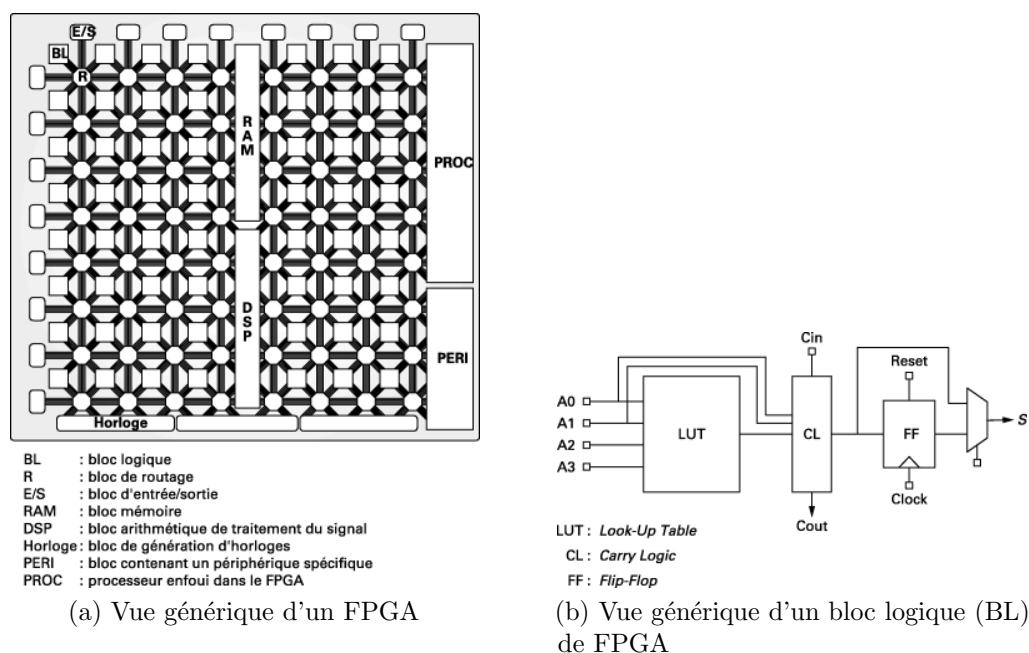 E/S
BL
R
RAM
PROC
DSP
PERI
Horloge
BL : bloc logique
R : bloc de routage
E/S : bloc d'entrée/sortie
RAM : bloc mémoire
DSP : bloc arithmétique de traitement du signal
Horloge : bloc de génération d'horloges
PERI : bloc contenant un périphérique spécifique
PROC : processeur enfoui dans le FPGA
(a) Vue générique d'un FPGA
Cin
Reset
A0
A1
A2
A3
LUT
CL
FF
S
Clock
Cout
LUT : Look-Up Table
CL : Carry Logic
FF : Flip-Flop
(b) Vue générique d'un bloc logique (BL)
de FPGA